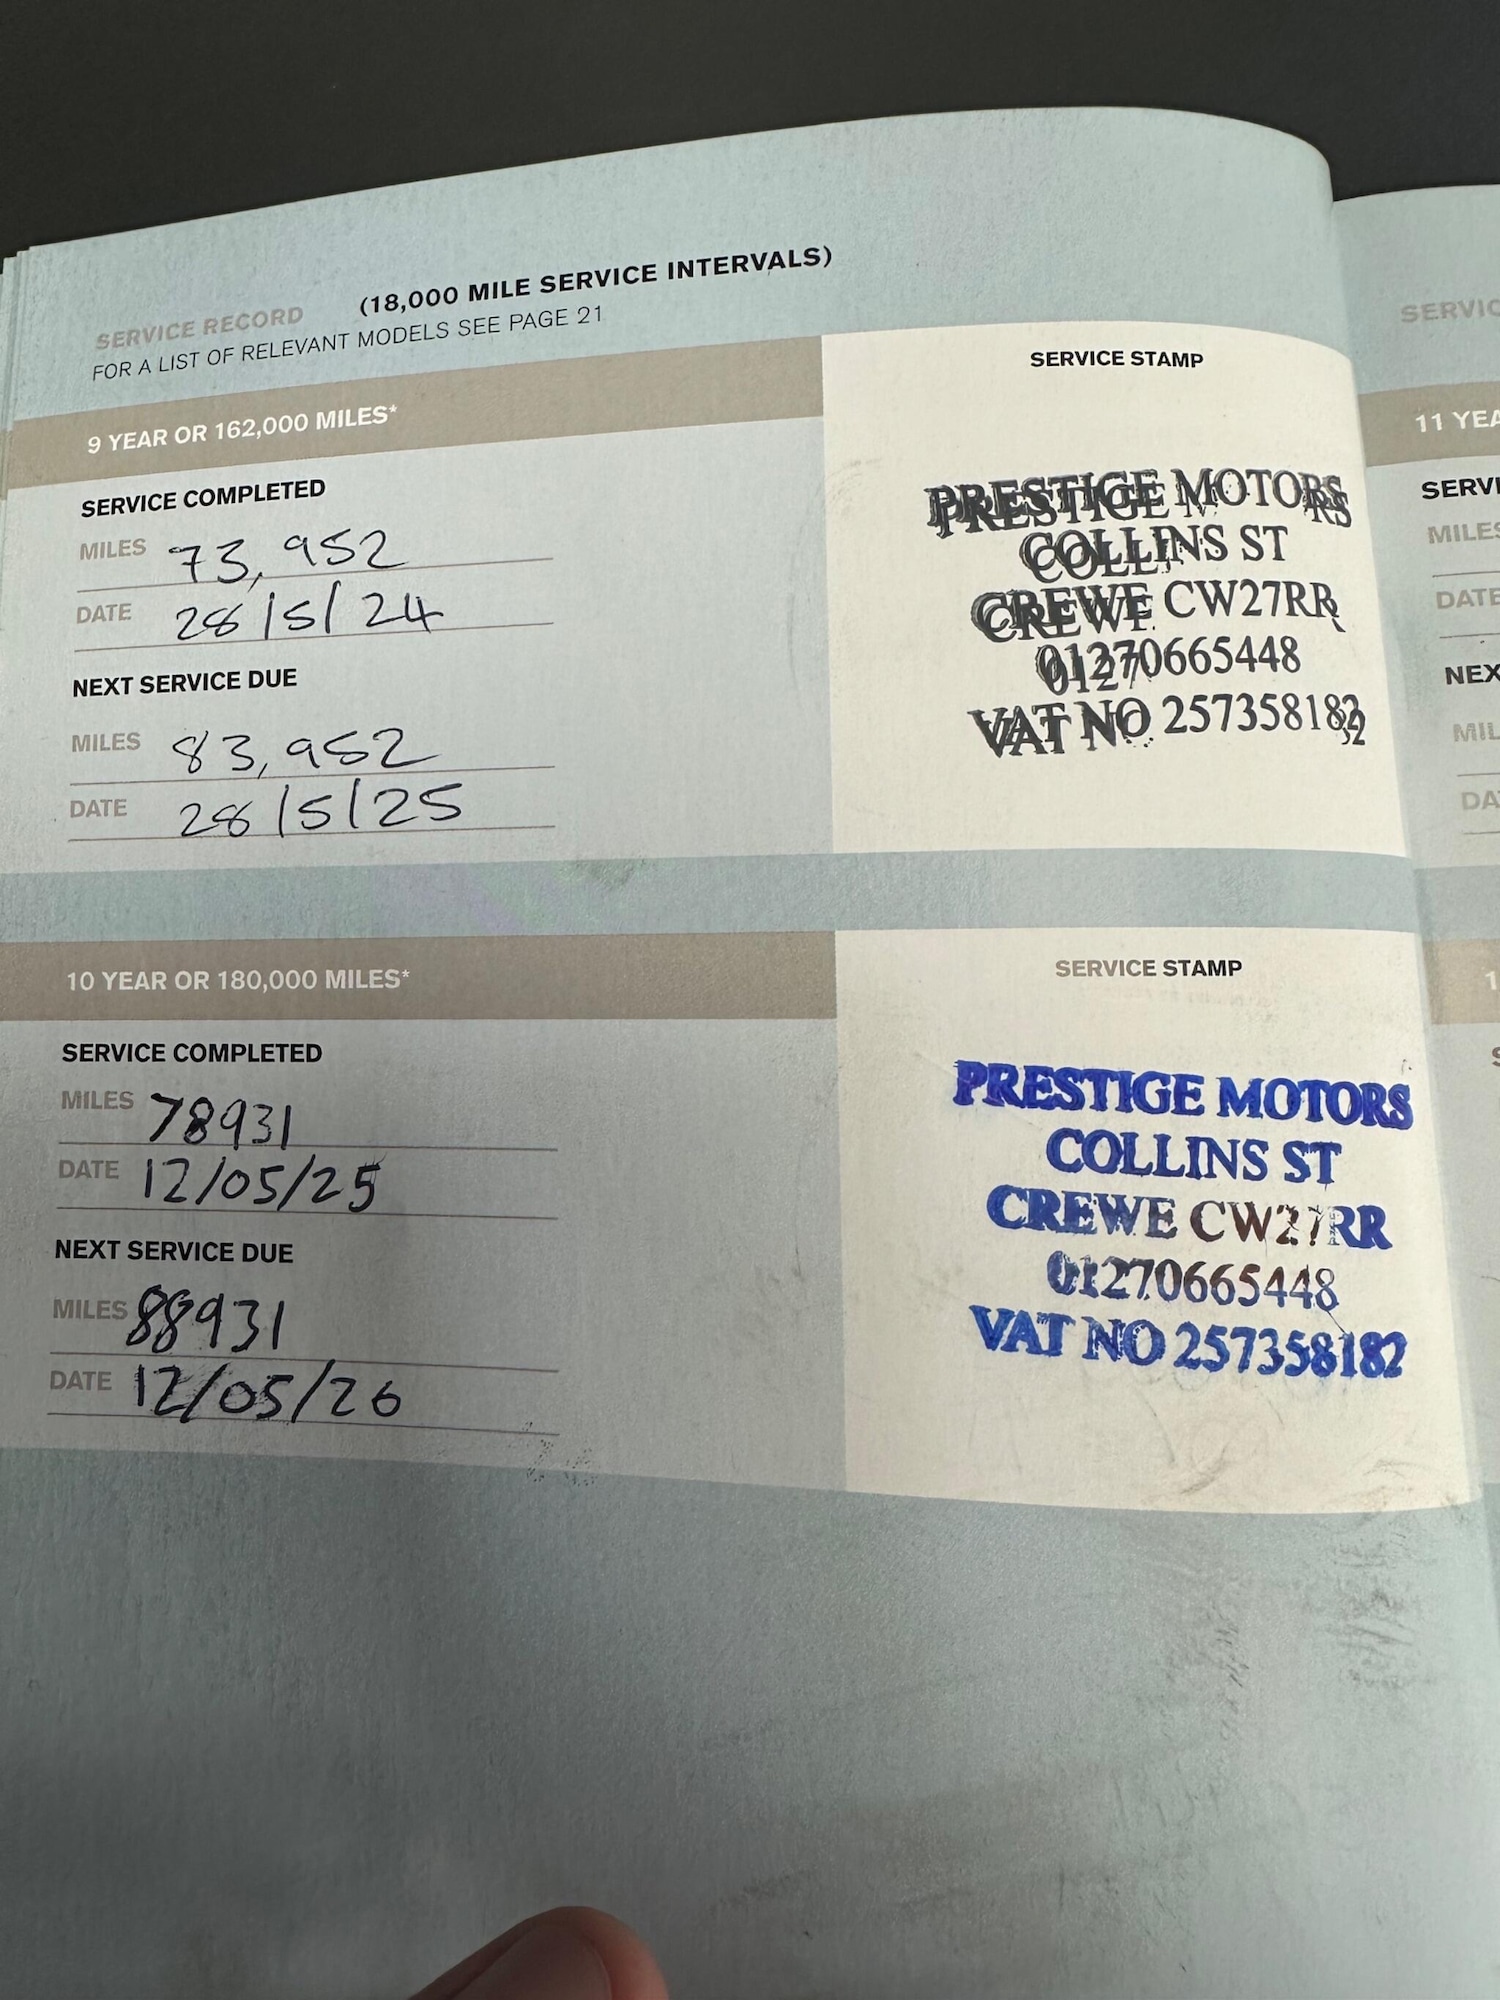 SERVICE RECORD (18,000 MILE SERVICE INTERVALS)
FOR A LIST OF RELEVANT MODELS SEE PAGE 21
9 YEAR OR 162,000 MILES*
SERVICE COMPLETED
MILES 73,952
DATE 28/5/24
NEXT SERVICE DUE
MILES 83,952
DATE 28/5/25
SERVICE STAMP
PRESTIGE MOTORS
COLLINS ST
CREWE CW27RR
01270665448
VAT NO 257358182
10 YEAR OR 180,000 MILES*
SERVICE COMPLETED
MILES 78931
DATE 12/05/25
NEXT SERVICE DUE
MILES 88931
DATE 12/05/26
SERVICE STAMP
PRESTIGE MOTORS
COLLINS ST
CREWE CW27RR
01270665448
VAT NO 257358182
11
MILES
DATE